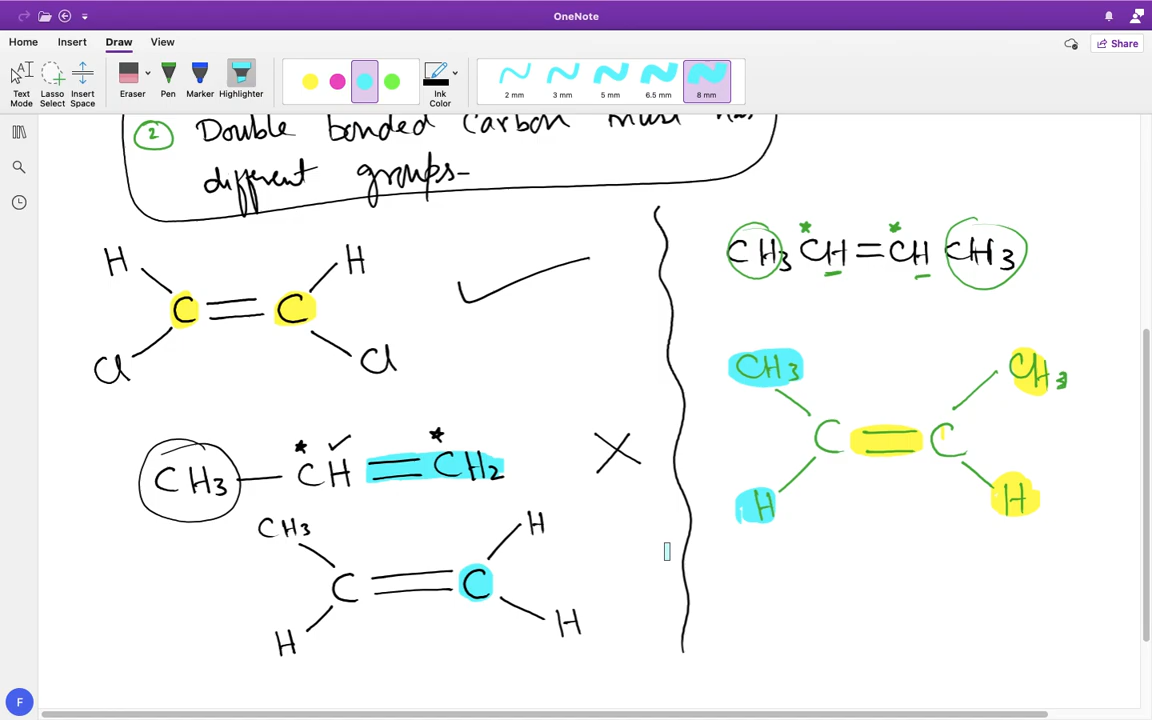 OneNote
Home Insert Draw View
Share
Text Mode
Lasso Select
Insert Space
Eraser
Pen
Marker
Highlighter
Ink Color
2 mm
3 mm
5 mm
6.5 mm
8 mm
2 Double bonded Carbon must
different groups-
H H
C = C
Cl Cl
CH3 — *CH ✓ = *CH2
CH3 H
C = C
H H
✓
X
CH3 *CH = *CH CH3
CH3 CH3
C = C
H H
F